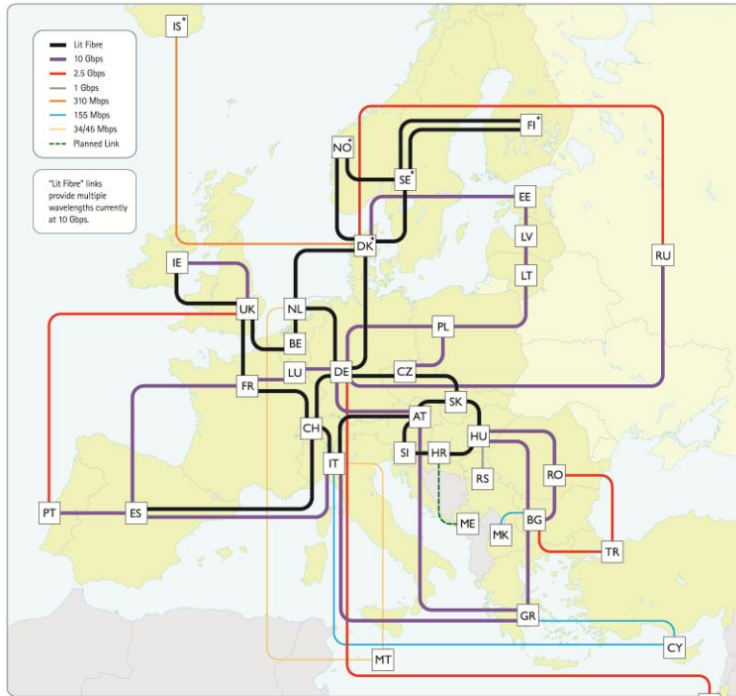 IS*
Lit Fibre
10 Gbps
2.5 Gbps
1 Gbps
310 Mbps
155 Mbps
34/45 Mbps
Planned Link
"Lit Fibre" links
provide multiple
wavelengths currently
at 10 Gbps.
FI*
NO*
SE*
EE
LV
DK*
RU
IE
LT
UK
NL
PL
BE
LU
DE
CZ
FR
SK
AT
CH
HU
SI
HR
IT
RS
RO
PT
ES
ME
MK
BG
TR
GR
CY
MT